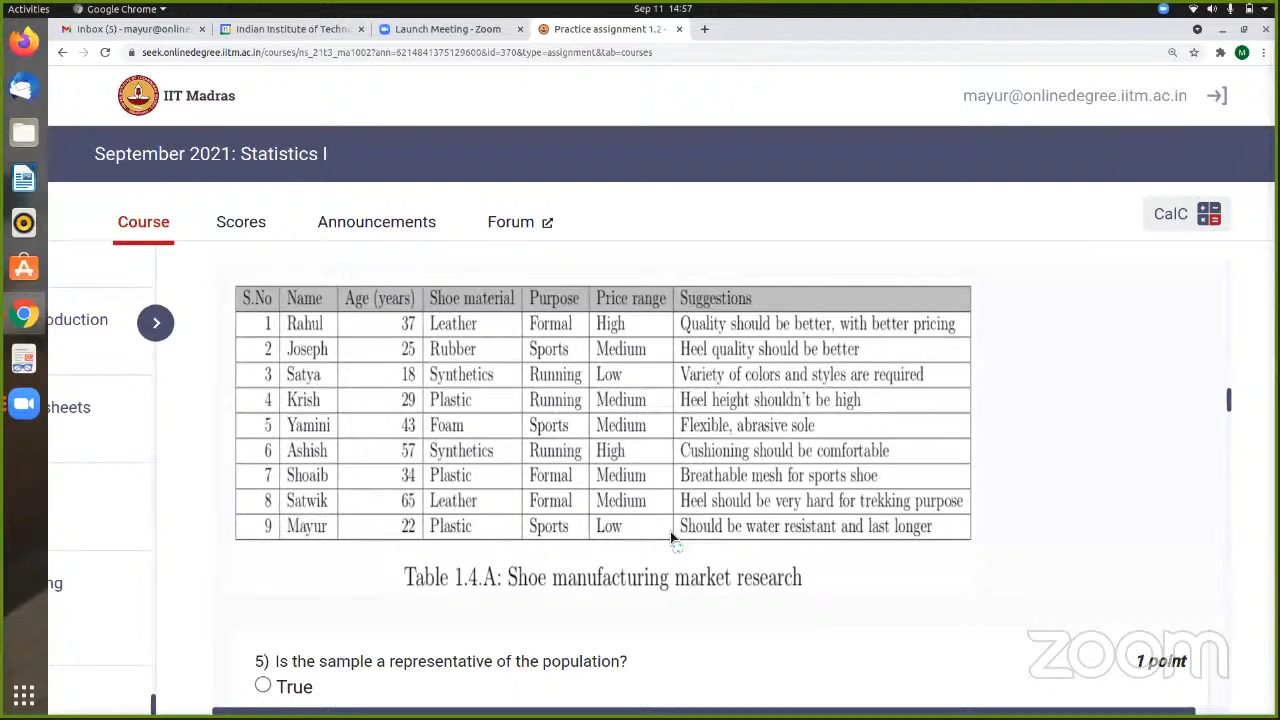 Activities
Google Chrome
Sep 11 14:57
Inbox (5) - mayur@online
Indian Institute of Techn
Launch Meeting - Zoom
Practice assignment 1.2 -
seek.onlinedegree.iitm.ac.in/courses/ns_21t3_ma1002?ann=6214841375129600&id=370&type=assignment&tab=courses
M
IIT Madras
mayur@onlinedegree.iitm.ac.in
September 2021: Statistics I
Course Scores Announcements Forum
CalC
oduction
sheets
ng
S.No Name Age (years) Shoe material Purpose Price range Suggestions
1 Rahul 37 Leather Formal High Quality should be better, with better pricing
2 Joseph 25 Rubber Sports Medium Heel quality should be better
3 Satya 18 Synthetics Running Low Variety of colors and styles are required
4 Krish 29 Plastic Running Medium Heel height shouldn't be high
5 Yamini 43 Foam Sports Medium Flexible, abrasive sole
6 Ashish 57 Synthetics Running High Cushioning should be comfortable
7 Shoaib 34 Plastic Formal Medium Breathable mesh for sports shoe
8 Satwik 65 Leather Formal Medium Heel should be very hard for trekking purpose
9 Mayur 22 Plastic Sports Low Should be water resistant and last longer
Table 1.4.A: Shoe manufacturing market research
5) Is the sample a representative of the population?
1 point
True
zoom